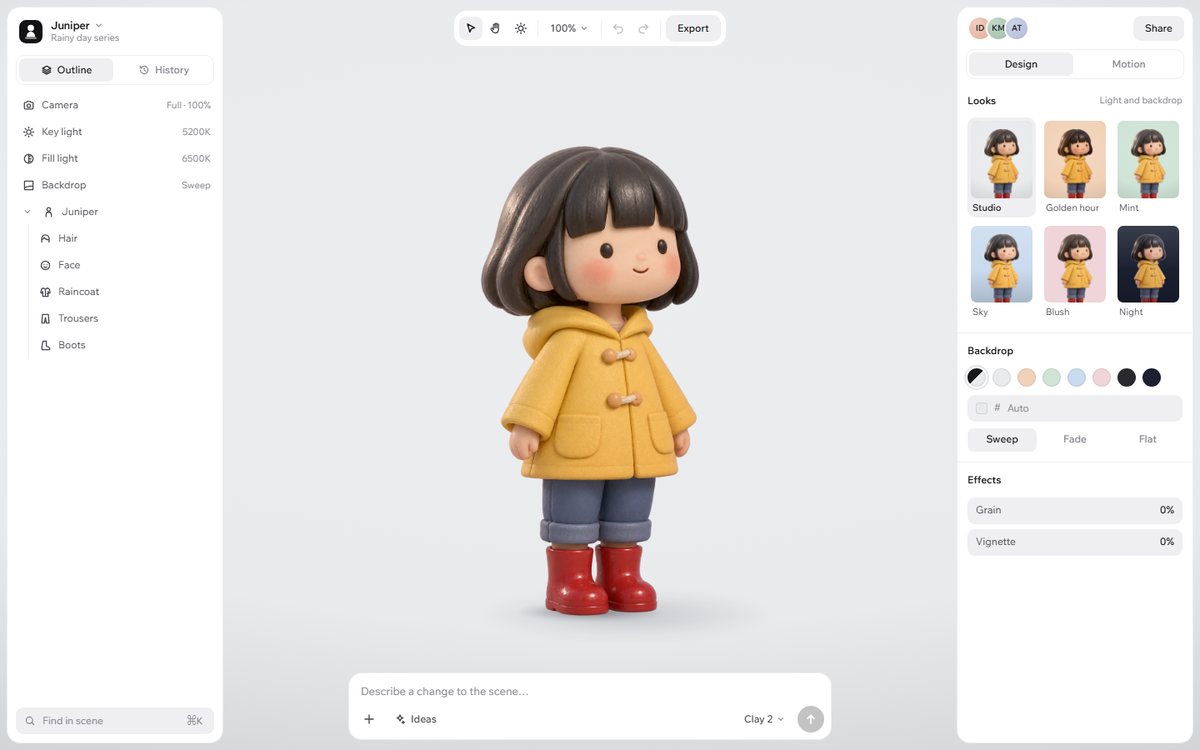 Juniper
Rainy day series
Outline
History
Camera
Full · 100%
Key light
5200K
Fill light
6500K
Backdrop
Sweep
Juniper
Hair
Face
Raincoat
Trousers
Boots
Find in scene
⌘K
100%
Export
Describe a change to the scene…
Ideas
Clay 2
ID
KM
AT
Share
Design
Motion
Looks
Light and backdrop
Studio
Golden hour
Mint
Sky
Blush
Night
Backdrop
# Auto
Sweep
Fade
Flat
Effects
Grain
0%
Vignette
0%